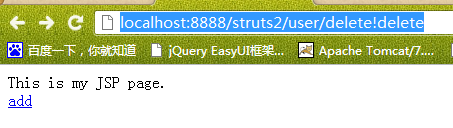 localhost:8888/struts2/user/delete!delete
百度一下，你就知道 jQuery EasyUI框架... Apache Tomcat/7....
This is my JSP page.
add